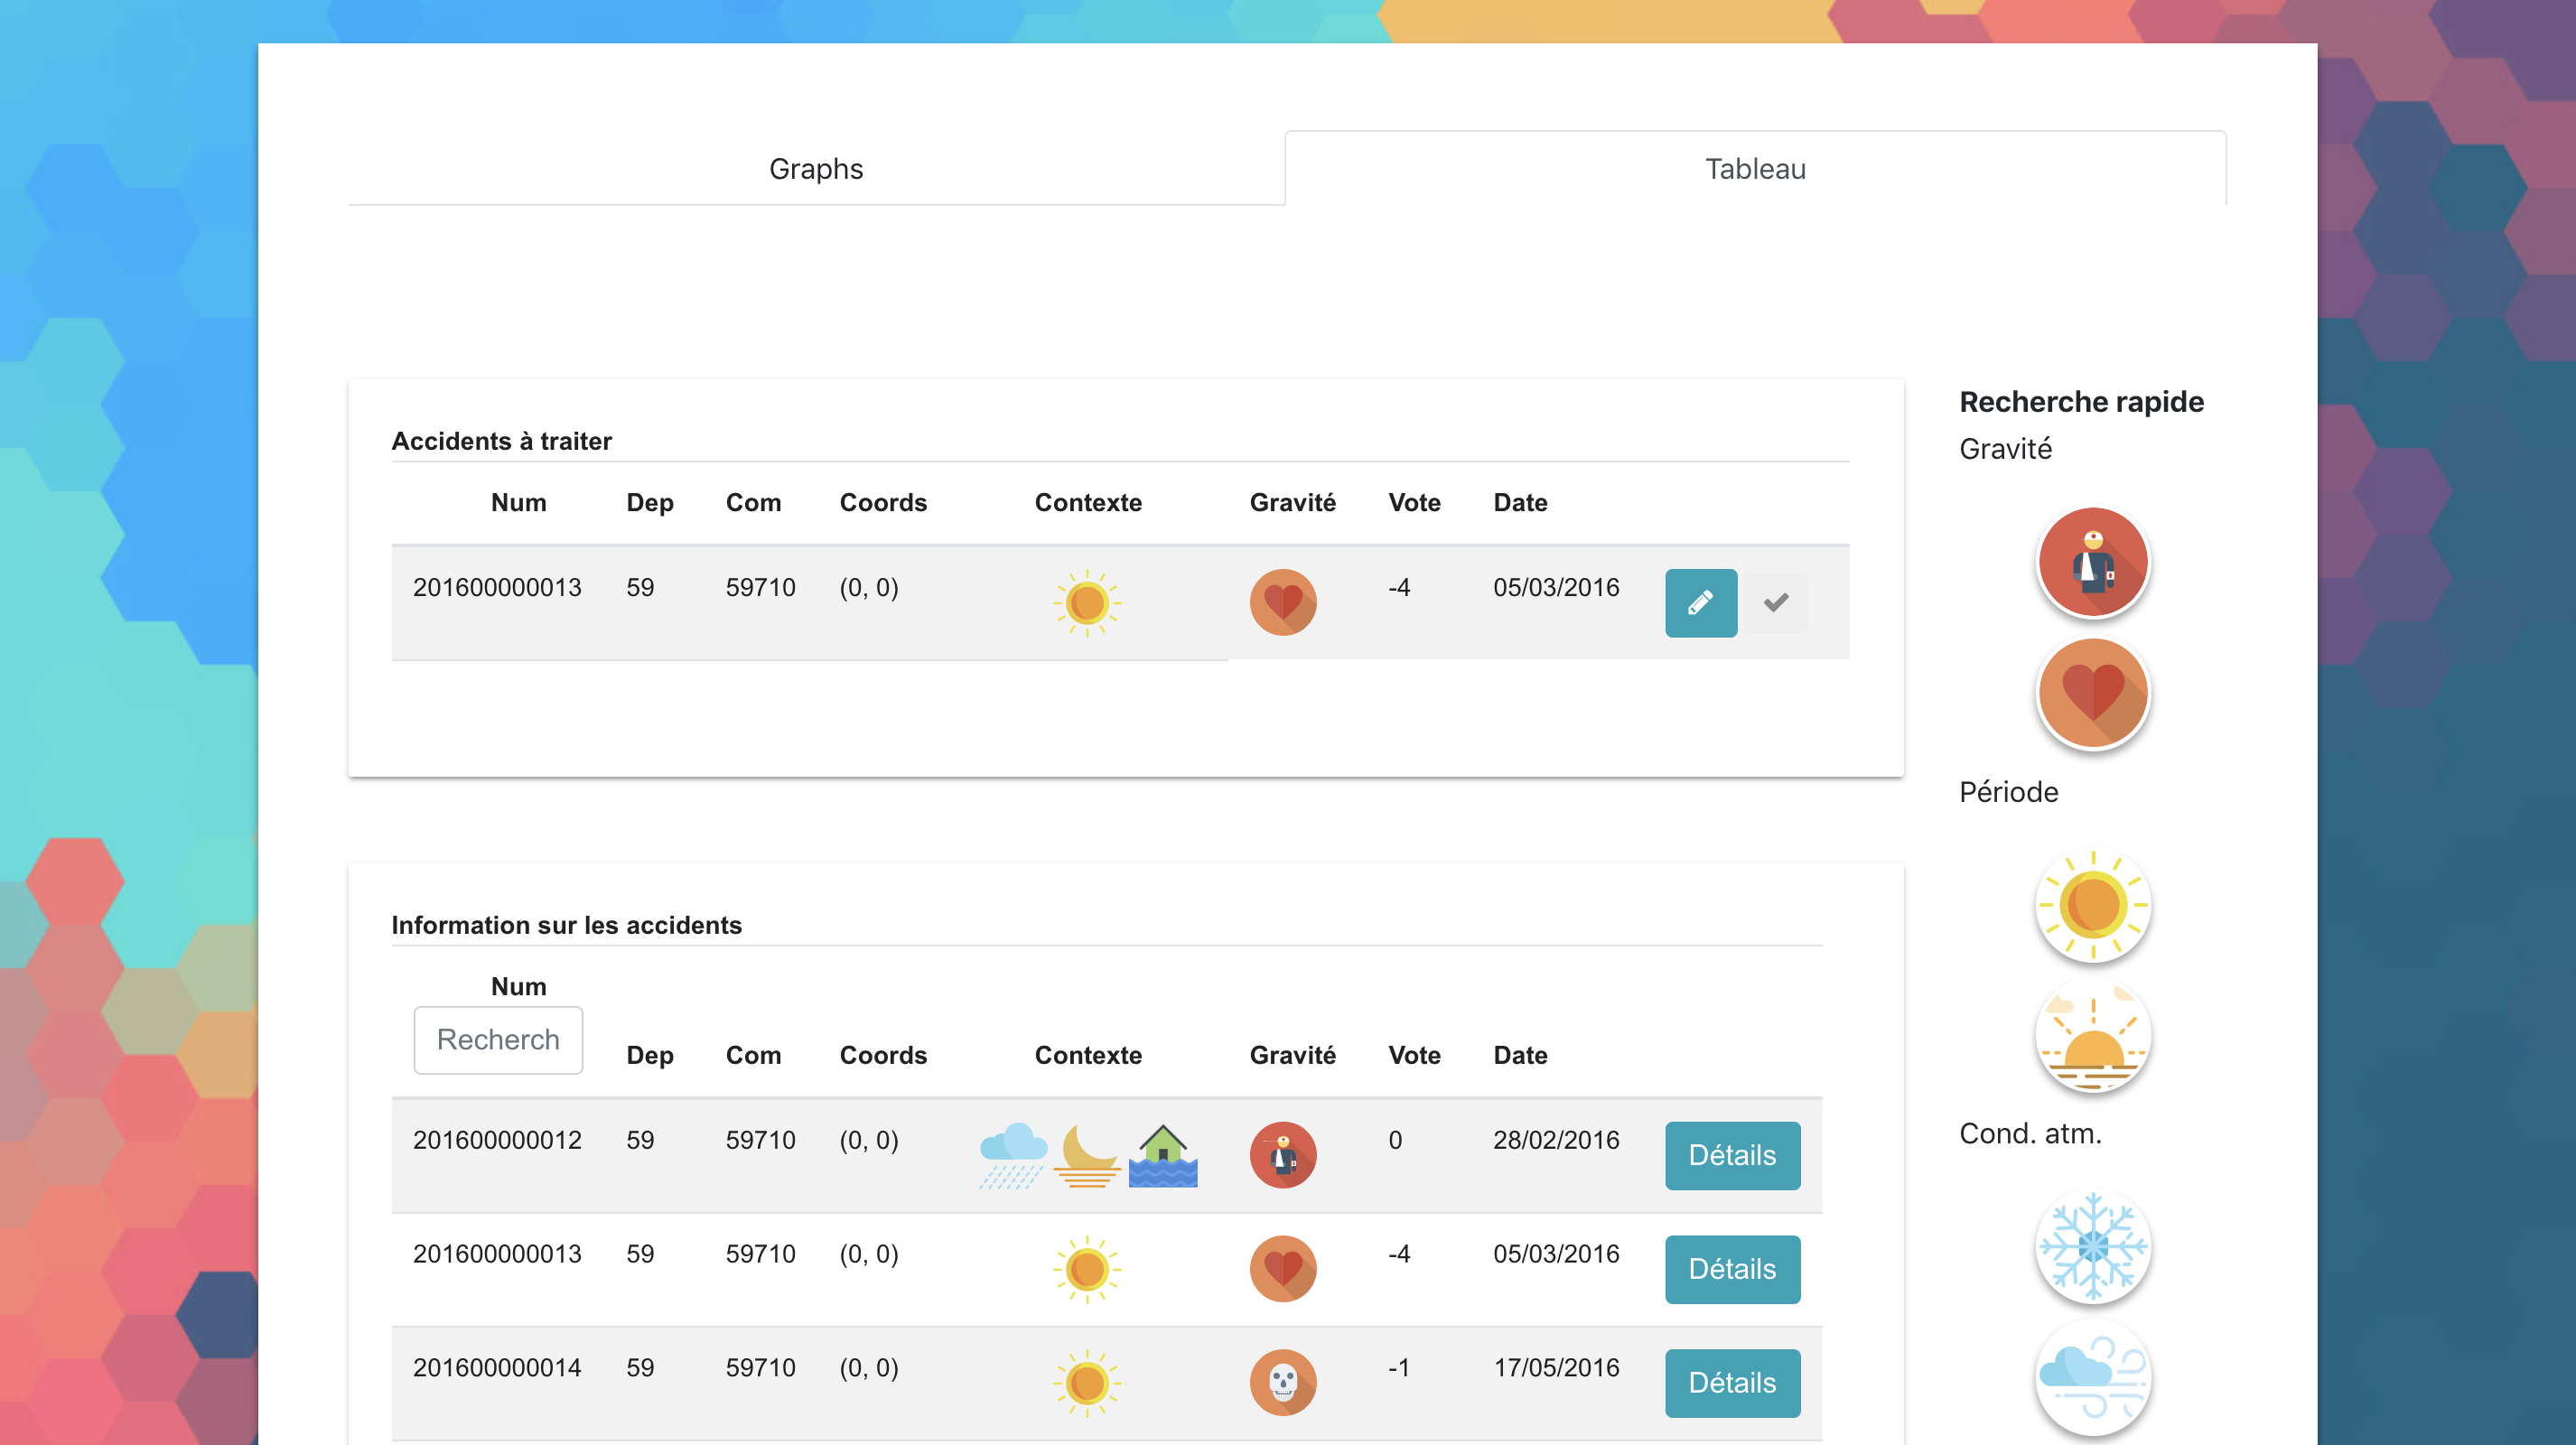 Graphs Tableau
Accidents à traiter
Num Dep Com Coords Contexte Gravité Vote Date
201600000013 59 59710 (0, 0) -4 05/03/2016
Information sur les accidents
Num
Recherch
Dep Com Coords Contexte Gravité Vote Date
201600000012 59 59710 (0, 0) 0 28/02/2016 Détails
201600000013 59 59710 (0, 0) -4 05/03/2016 Détails
201600000014 59 59710 (0, 0) -1 17/05/2016 Détails
Recherche rapide
Gravité
Période
Cond. atm.